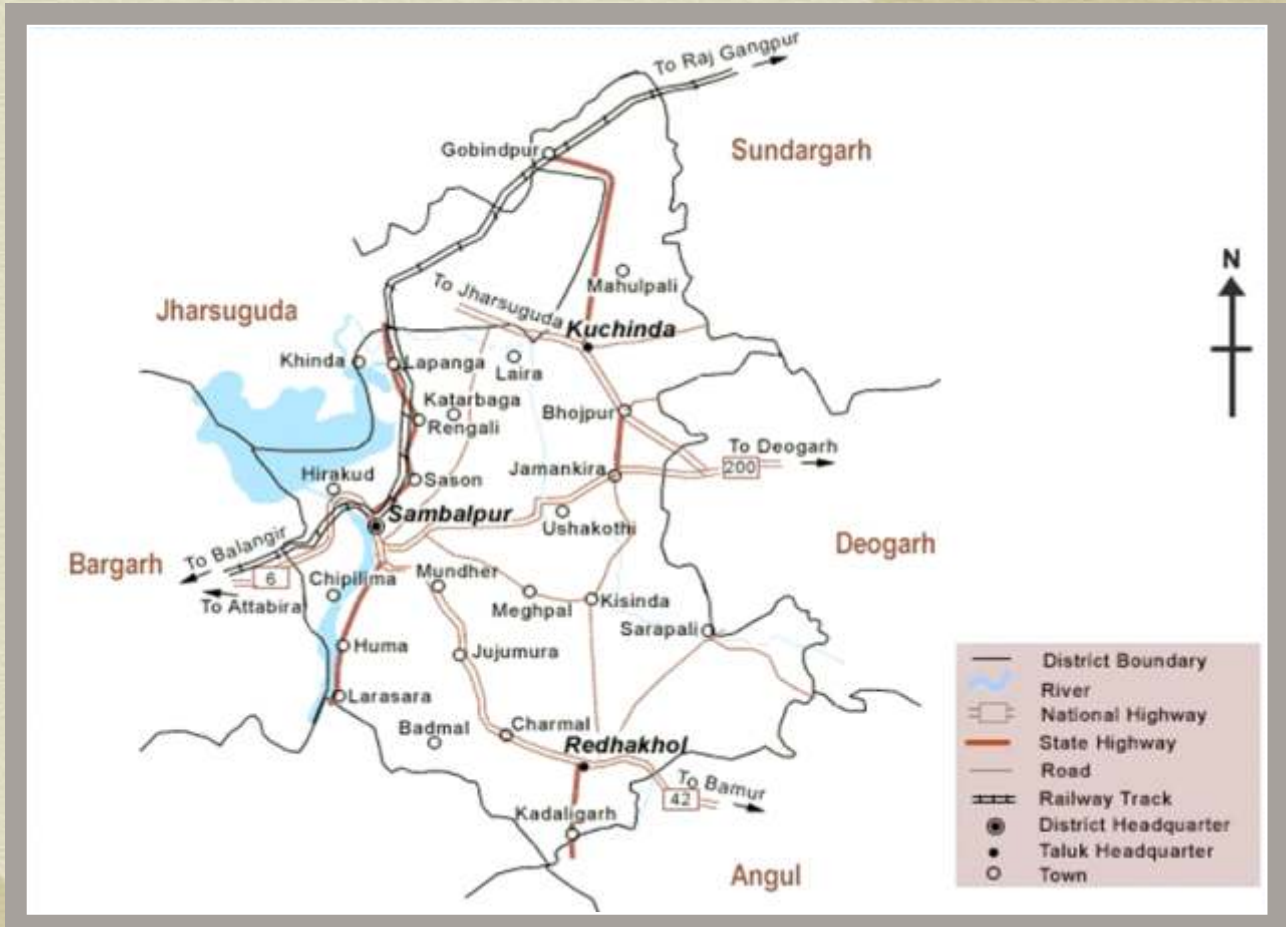 To Raj Gangpur
Gobindpur
Sundargarh
N
Mahulpali
To Jharsuguda
Jharsuguda
Kuchinda
Khinda
Lapanga
Laira
Katarbaga
Rengali
Bhojpur
To Deogarh
200
Jamankira
Hirakud
Sason
Sambalpur
Ushakothi
Deogarh
To Balangir
Bargarh
6
Chipilima
To Attabira
Mundher
Meghpal
Kisinda
Sarapali
Huma
Jujumura
Larasara
Badmal
Charmal
Redhakhol
To Bamur
42
Kadaligarh
Angul
District Boundary
River
National Highway
State Highway
Road
Railway Track
District Headquarter
Taluk Headquarter
Town